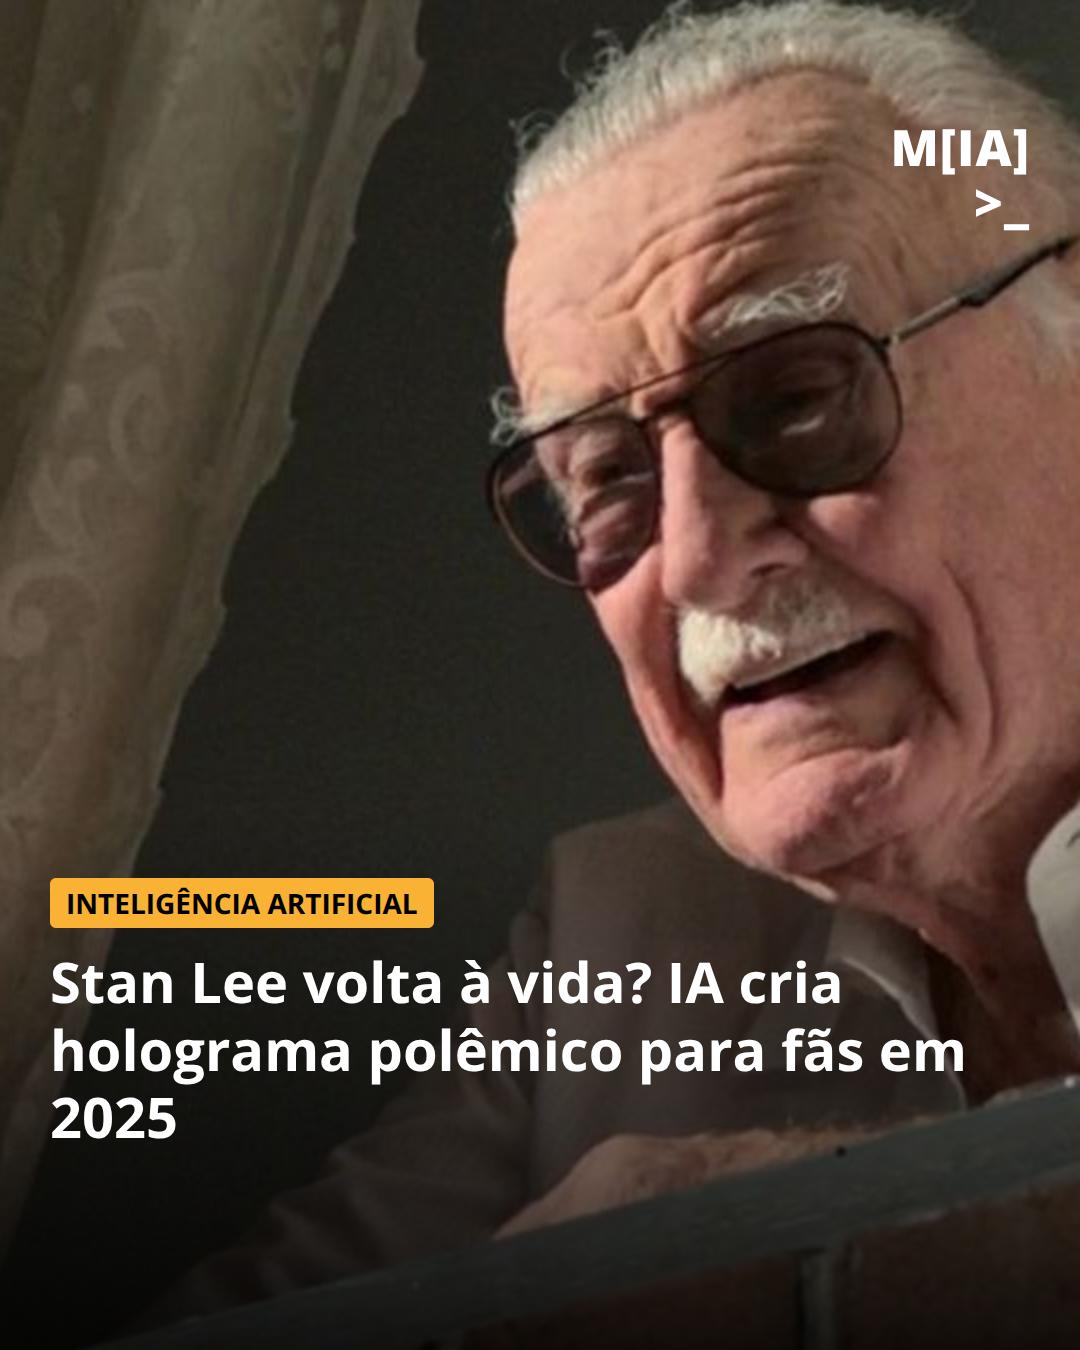 M[IA]
>_
INTELIGÊNCIA ARTIFICIAL
Stan Lee volta à vida? IA cria
holograma polêmico para fãs em
2025